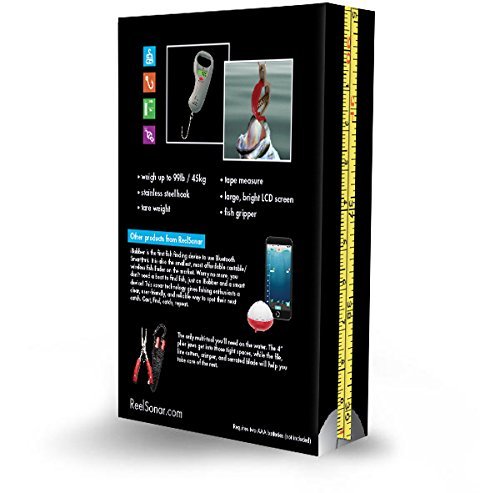 • weigh up to 99lb / 45kg
• stainless steel hook
• tare weight
• tape measure
• large, bright LCD screen
• fish gripper
Other products from ReelSonar
iBobber is the first fish finding device to use Bluetooth
Smart(tm). It is also the smallest, most affordable castable/
wireless fish finder on the market. Worry no more, you
don't need a boat to find fish, just an iBobber and a smart
device! This sonar technology gives fishing enthusiasts a
clear, user-friendly, and reliable way to spot their next
catch. Cast, find, catch, repeat.
The only multi-tool you'll need on the water. The 4"
plus jaws get into those tight spaces, while the file,
line cutters, crimper, and serrated blade will help you
take care of the rest.
ReelSonar.com
Requires two AAA batteries (not included)